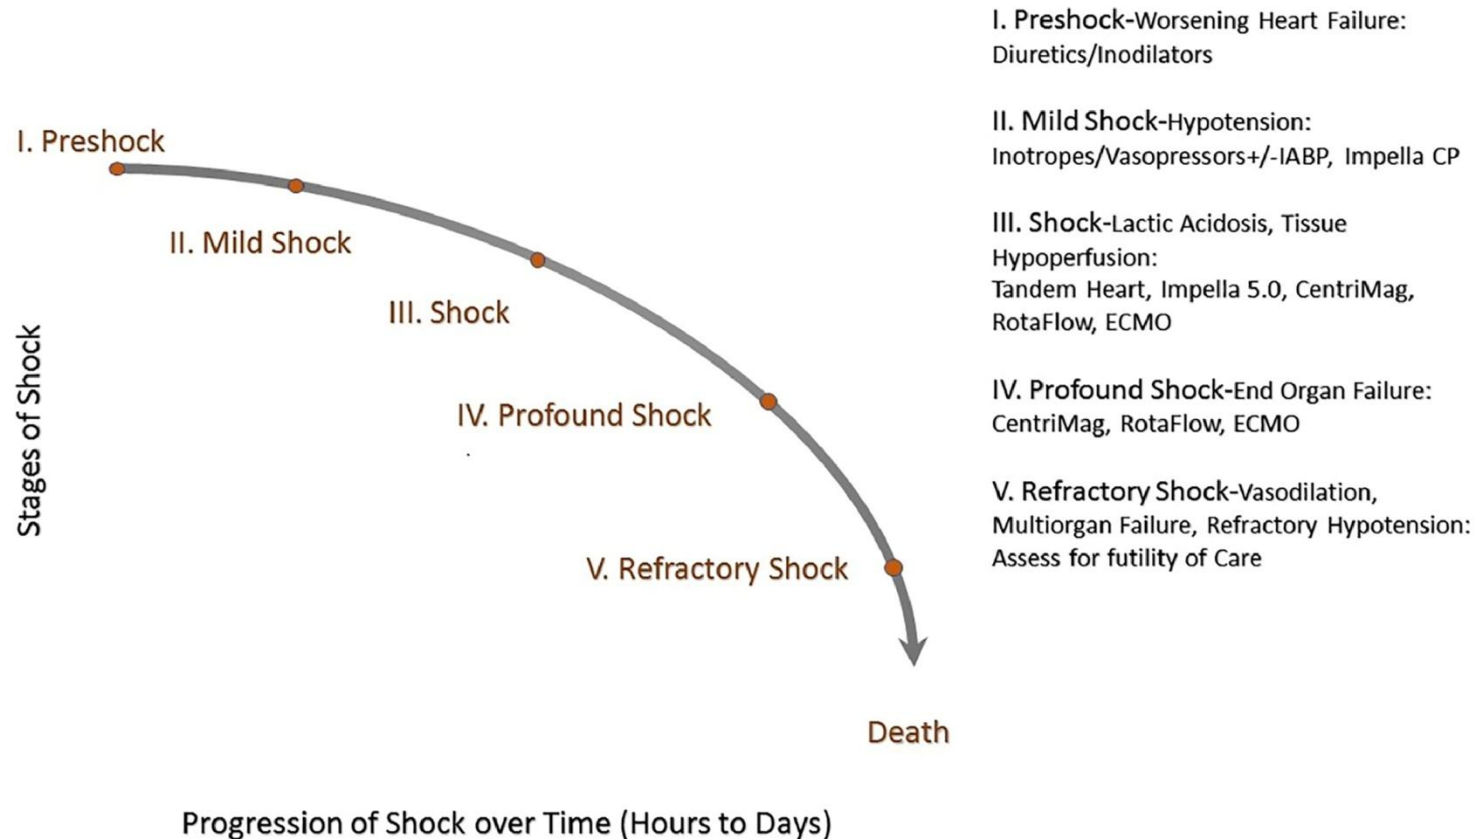 I. Preshock
II. Mild Shock
III. Shock
IV. Profound Shock
V. Refractory Shock
Death
Stages of Shock
Progression of Shock over Time (Hours to Days)
I. Preshock-Worsening Heart Failure:
Diuretics/Inodilators
II. Mild Shock-Hypotension:
Inotropes/Vasopressors+/-IABP, Impella CP
III. Shock-Lactic Acidosis, Tissue
Hypoperfusion:
Tandem Heart, Impella 5.0, CentriMag,
RotaFlow, ECMO
IV. Profound Shock-End Organ Failure:
CentriMag, RotaFlow, ECMO
V. Refractory Shock-Vasodilation,
Multiorgan Failure, Refractory Hypotension:
Assess for futility of Care